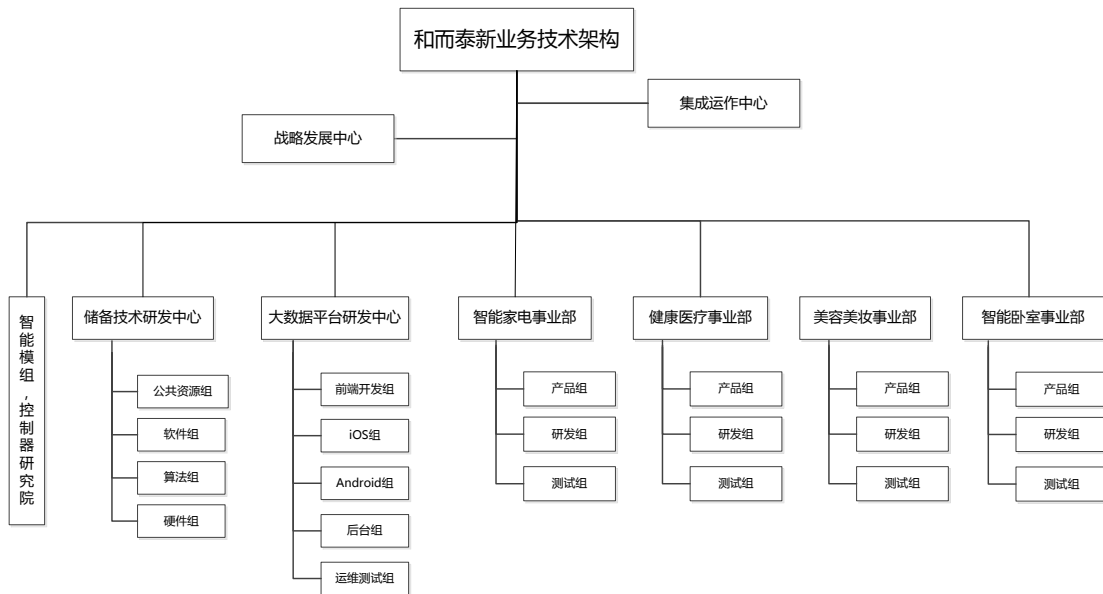 和而泰新业务技术架构
集成运作中心
战略发展中心
智能模组,控制器研究院
储备技术研发中心
公共资源组
软件组
算法组
硬件组
大数据平台研发中心
前端开发组
iOS组
Android组
后台组
运维测试组
智能家电事业部
产品组
研发组
测试组
健康医疗事业部
产品组
研发组
测试组
美容美妆事业部
产品组
研发组
测试组
智能卧室事业部
产品组
研发组
测试组